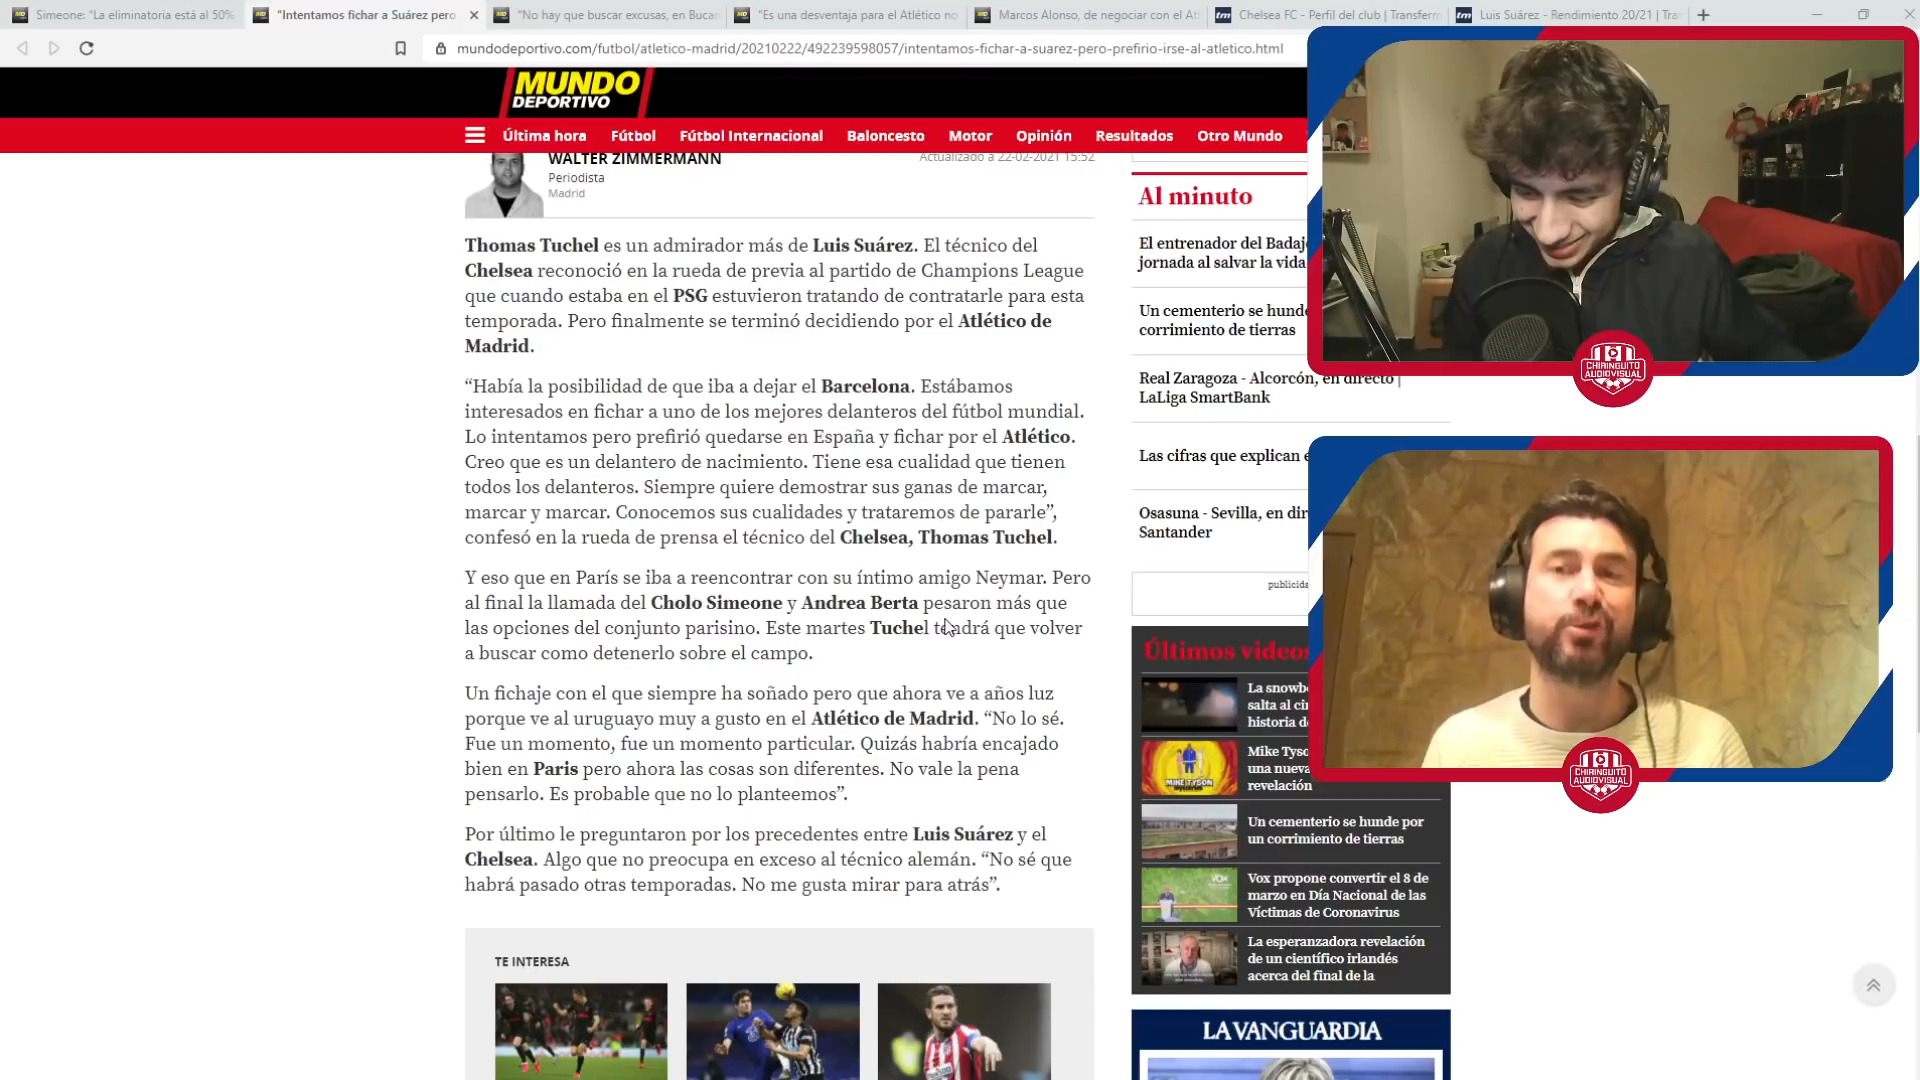 Simeone: "La eliminatoria está al 50%
"Intentamos fichar a Suárez pero
"No hay que buscar excusas, en Bucar
"Es una desventaja para el Atlético no
Marcos Alonso, de negociar con el At
Chelsea FC - Perfil del club | Transferm
Luis Suárez - Rendimiento 20/21 | Tra
mundodeportivo.com/futbol/atletico-madrid/20210222/492239598057/intentamos-fichar-a-suarez-pero-prefirio-irse-al-atletico.html
MUNDO
DEPORTIVO
Última hora
Fútbol
Fútbol Internacional
Baloncesto
Motor
Opinión
Resultados
Otro Mundo
WALTER ZIMMERMANN
Periodista
Madrid
Actualizado a 22-02-2021 15:52
Thomas Tuchel es un admirador más de Luis Suárez. El técnico del
Chelsea reconoció en la rueda de previa al partido de Champions League
que cuando estaba en el PSG estuvieron tratando de contratarle para esta
temporada. Pero finalmente se terminó decidiendo por el Atlético de
Madrid.
“Había la posibilidad de que iba a dejar el Barcelona. Estábamos
interesados en fichar a uno de los mejores delanteros del fútbol mundial.
Lo intentamos pero prefirió quedarse en España y fichar por el Atlético.
Creo que es un delantero de nacimiento. Tiene esa cualidad que tienen
todos los delanteros. Siempre quiere demostrar sus ganas de marcar,
marcar y marcar. Conocemos sus cualidades y trataremos de pararle”,
confesó en la rueda de prensa el técnico del Chelsea, Thomas Tuchel.
Y eso que en París se iba a reencontrar con su íntimo amigo Neymar. Pero
al final la llamada del Cholo Simeone y Andrea Berta pesaron más que
las opciones del conjunto parisino. Este martes Tuchel tendrá que volver
a buscar como detenerlo sobre el campo.
Un fichaje con el que siempre ha soñado pero que ahora ve a años luz
porque ve al uruguayo muy a gusto en el Atlético de Madrid. “No lo sé.
Fue un momento, fue un momento particular. Quizás habría encajado
bien en Paris pero ahora las cosas son diferentes. No vale la pena
pensarlo. Es probable que no lo planteemos”.
Por último le preguntaron por los precedentes entre Luis Suárez y el
Chelsea. Algo que no preocupa en exceso al técnico alemán. “No sé que
habrá pasado otras temporadas. No me gusta mirar para atrás”.
TE INTERESA
Al minuto
El entrenador del Badaj
jornada al salvar la vida
Un cementerio se hunde
corrimiento de tierras
Real Zaragoza - Alcorcón, en directo |
LaLiga SmartBank
Las cifras que explican e
Osasuna - Sevilla, en dir
Santander
publicida
Últimos videos
La snowb
salta al ci
historia d
Mike Tyso
una nueva
revelación
MIKE TYSON
Un cementerio se hunde por
un corrimiento de tierras
Vox propone convertir el 8 de
marzo en Día Nacional de las
Víctimas de Coronavirus
VOX
La esperanzadora revelación
de un científico irlandés
acerca del final de la
LA VANGUARDIA
CHIRINGUITO
AUDIOVISUAL
CHIRINGUITO
AUDIOVISUAL